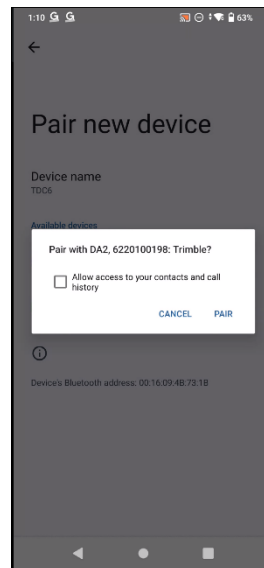 1:10 G G 63%
Pair new device
Device name
TDC6
Available devices
Pair with DA2, 6220100198: Trimble?
Allow access to your contacts and call
history
CANCEL PAIR
Device's Bluetooth address: 00:16:09:4B:73:1B